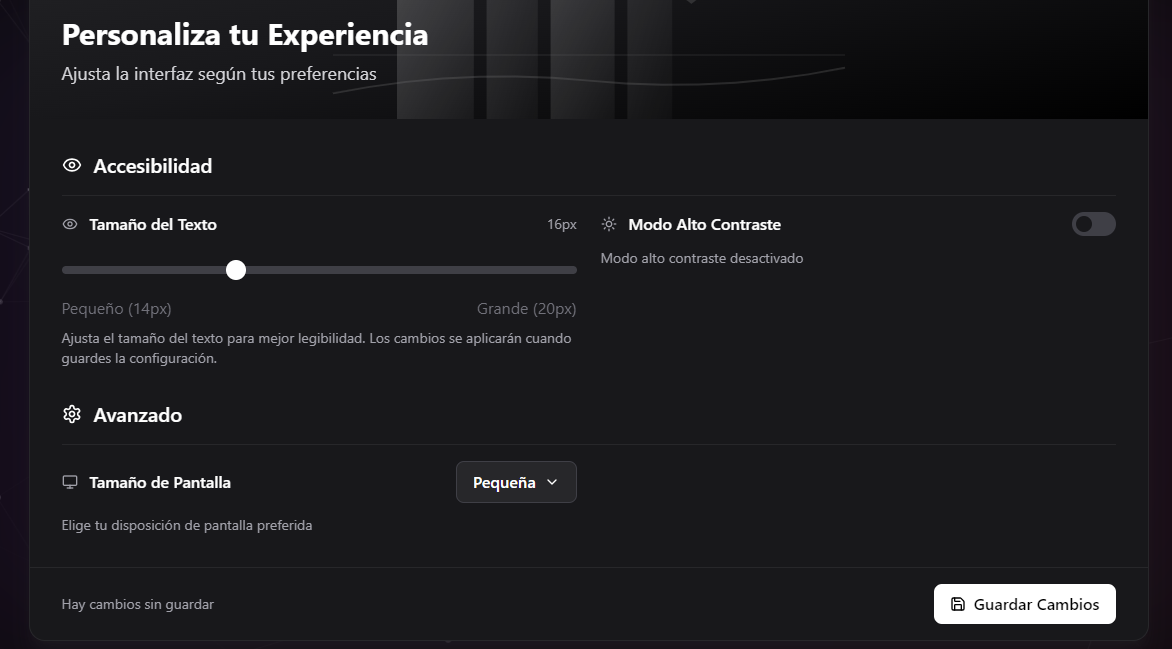 Personaliza tu Experiencia
Ajusta la interfaz según tus preferencias
Accesibilidad
Tamaño del Texto
16px
Pequeño (14px)
Grande (20px)
Ajusta el tamaño del texto para mejor legibilidad. Los cambios se aplicarán cuando
guardes la configuración.
Modo Alto Contraste
Modo alto contraste desactivado
Avanzado
Tamaño de Pantalla
Pequeña
Elige tu disposición de pantalla preferida
Hay cambios sin guardar
Guardar Cambios